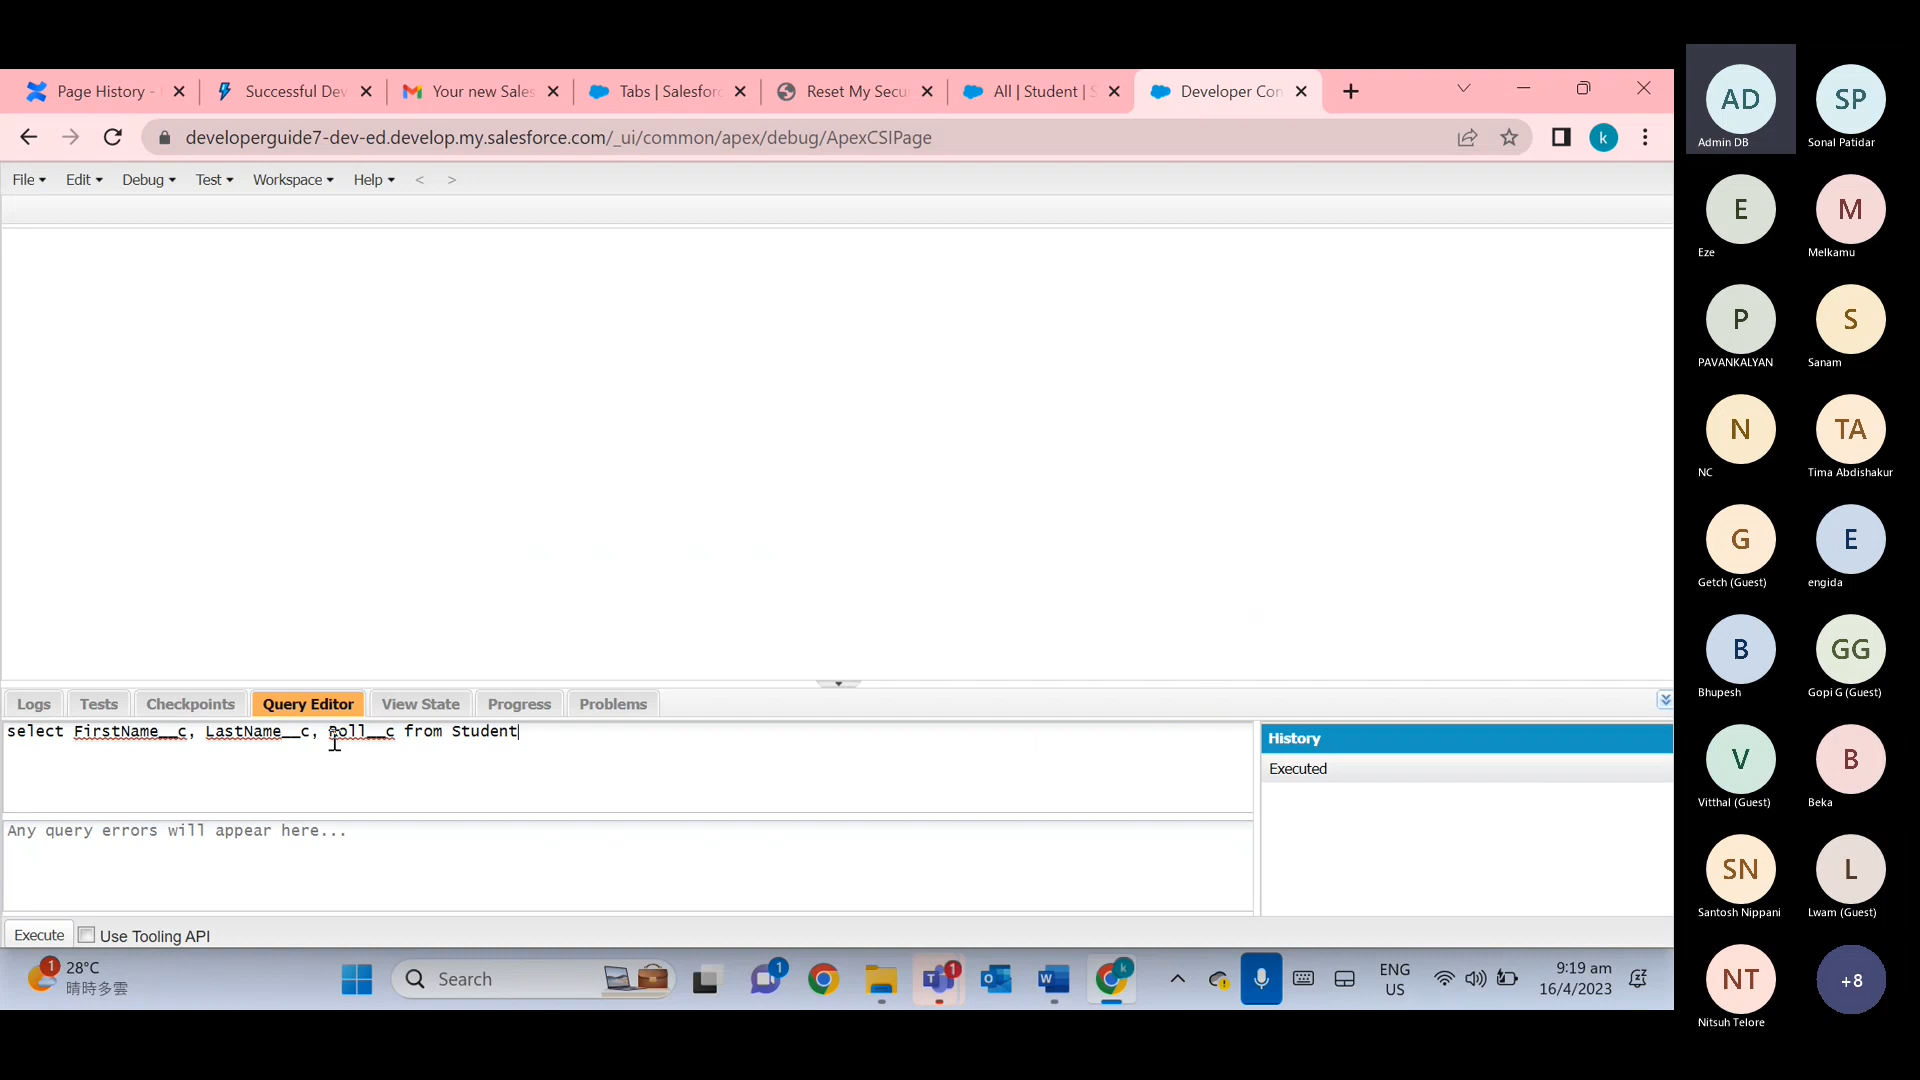 Page History -
Successful Dev
Your new Sales
Tabs | Salesforc
Reset My Secu
All | Student | S
Developer Con
developerguide7-dev-ed.develop.my.salesforce.com/_ui/common/apex/debug/ApexCSIPage
k
File Edit Debug Test Workspace Help < >
Logs Tests Checkpoints Query Editor View State Progress Problems
select FirstName__c, LastName__c, Roll__c from Student
Any query errors will appear here...
History
Executed
Execute Use Tooling API
1
28°C
晴時多雲
Search
1
1
k
ENG
US
9:19 am
16/4/2023
AD
Admin DB
SP
Sonal Patidar
E
Eze
M
Melkamu
P
PAVANKALYAN
S
Sanam
N
NC
TA
Tima Abdishakur
G
Getch (Guest)
E
engida
B
Bhupesh
GG
Gopi G (Guest)
V
Vitthal (Guest)
B
Beka
SN
Santosh Nippani
L
Lwam (Guest)
NT
Nitsuh Telore
+8